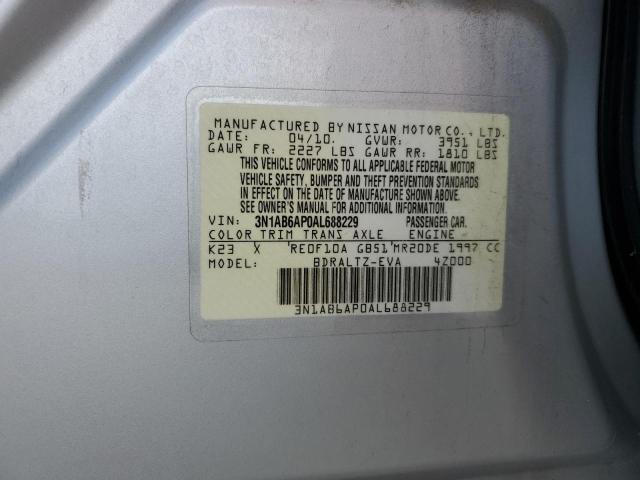 MANUFACTURED BY NISSAN MOTOR CO., LTD.
DATE: 04/10. GVWR: 3951 LBS
GAWR FR: 2227 LBS GAWR RR: 1810 LBS
THIS VEHICLE CONFORMS TO ALL APPLICABLE FEDERAL MOTOR
VEHICLE SAFETY, BUMPER AND THEFT PREVENTION STANDARDS
IN EFFECT ON THE DATE OF MANUFACTURE SHOWN ABOVE.
SEE OWNER'S MANUAL FOR ADDITIONAL INFORMATION.
VIN: 3N1AB6AP0AL688229 PASSENGER CAR.
COLOR TRIM TRANS AXLE ENGINE
K23 X RE0F10A GB51 MR20DE 1997 CC
MODEL: BDRALTZ-EVA 4Z000
3N1AB6AP0AL688229